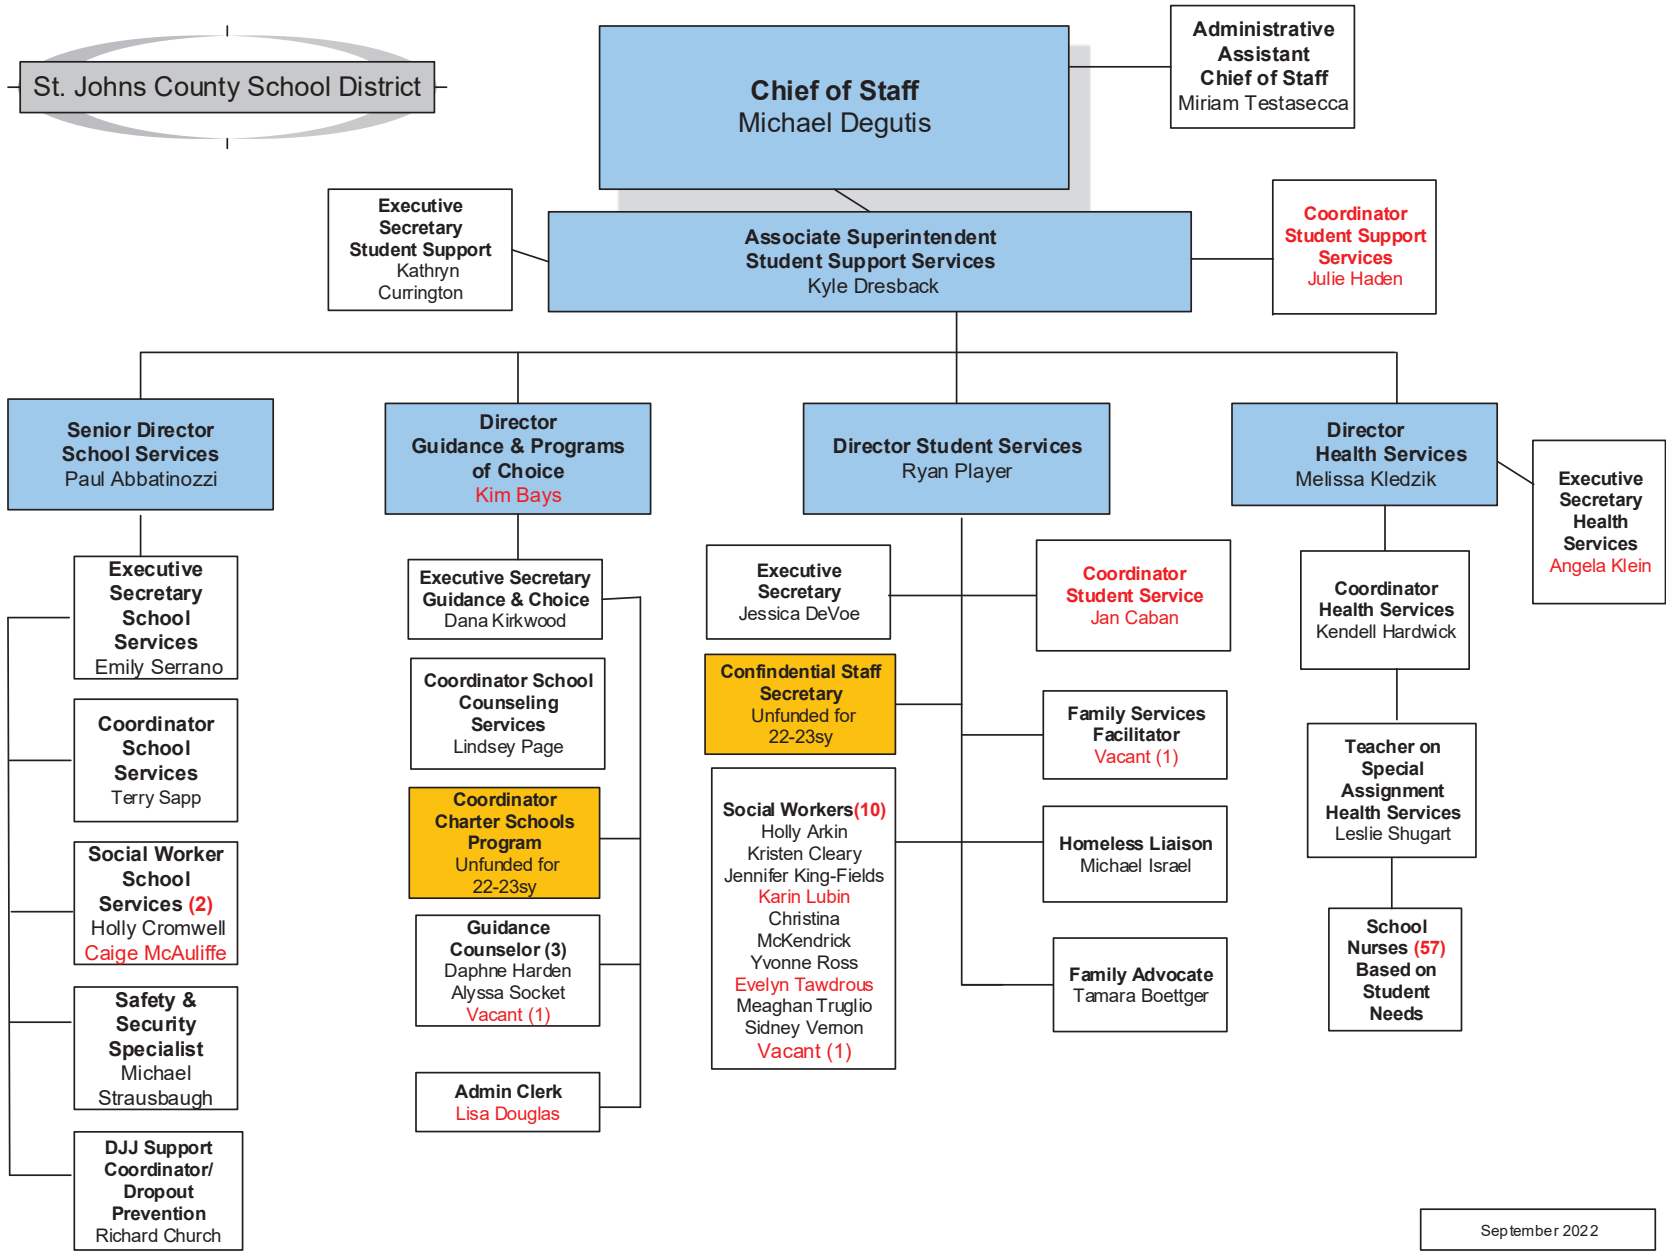 St. Johns County School District
Chief of Staff
Michael Degutis
Administrative
Assistant
Chief of Staff
Miriam Testasecca
Executive
Secretary
Student Support
Kathryn
Currington
Associate Superintendent
Student Support Services
Kyle Dresback
Coordinator
Student Support
Services
Julie Haden
Senior Director
School Services
Paul Abbatinozzi
Director
Guidance & Programs
of Choice
Kim Bays
Director Student Services
Ryan Player
Director
Health Services
Melissa Kledzik
Executive
Secretary
Health
Services
Angela Klein
Executive
Secretary
School
Services
Emily Serrano
Coordinator
School
Services
Terry Sapp
Social Worker
School
Services (2)
Holly Cromwell
Caige McAuliffe
Safety &
Security
Specialist
Michael
Strausbaugh
DJJ Support
Coordinator/
Dropout
Prevention
Richard Church
Executive Secretary
Guidance & Choice
Dana Kirkwood
Coordinator School
Counseling
Services
Lindsey Page
Coordinator
Charter Schools
Program
Unfunded for
22-23sy
Guidance
Counselor (3)
Daphne Harden
Alyssa Socket
Vacant (1)
Admin Clerk
Lisa Douglas
Executive
Secretary
Jessica DeVoe
Confindential Staff
Secretary
Unfunded for
22-23sy
Social Workers(10)
Holly Arkin
Kristen Cleary
Jennifer King-Fields
Karin Lubin
Christina
McKendrick
Yvonne Ross
Evelyn Tawdrous
Meaghan Truglio
Sidney Vernon
Vacant (1)
Coordinator
Student Service
Jan Caban
Family Services
Facilitator
Vacant (1)
Homeless Liaison
Michael Israel
Family Advocate
Tamara Boettger
Coordinator
Health Services
Kendell Hardwick
Teacher on
Special
Assignment
Health Services
Leslie Shugart
School
Nurses (57)
Based on
Student
Needs
September 2022